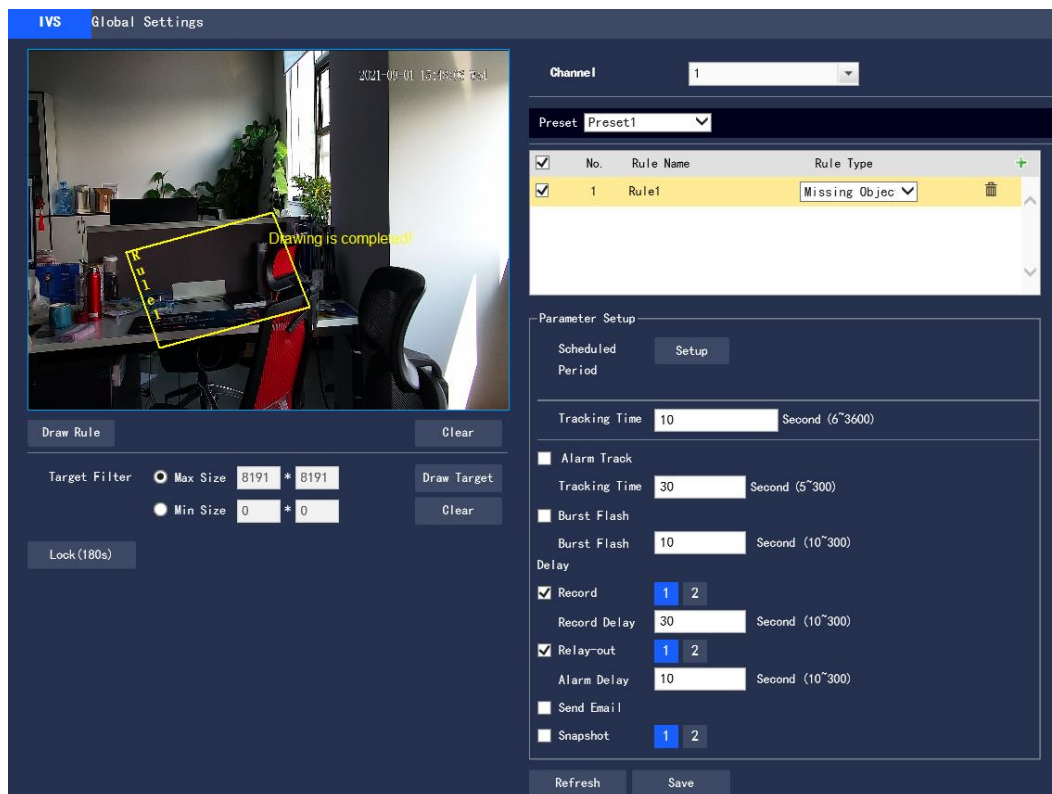 IVS Global Settings
2021-09-01
Drawing is completed!
Rule1
Draw Rule Clear
Target Filter Max Size 8191 * 8191 Draw Target
Min Size 0 * 0 Clear
Lock(180s)
Channel 1
Preset Preset1
No. Rule Name Rule Type +
1 Rule1 Missing Objec
Parameter Setup
Scheduled Setup
Period
Tracking Time 10 Second (6~3600)
Alarm Track
Tracking Time 30 Second (5~300)
Burst Flash
Burst Flash 10 Second (10~300)
Delay
Record 1 2
Record Delay 30 Second (10~300)
Relay-out 1 2
Alarm Delay 10 Second (10~300)
Send Email
Snapshot 1 2
Refresh Save